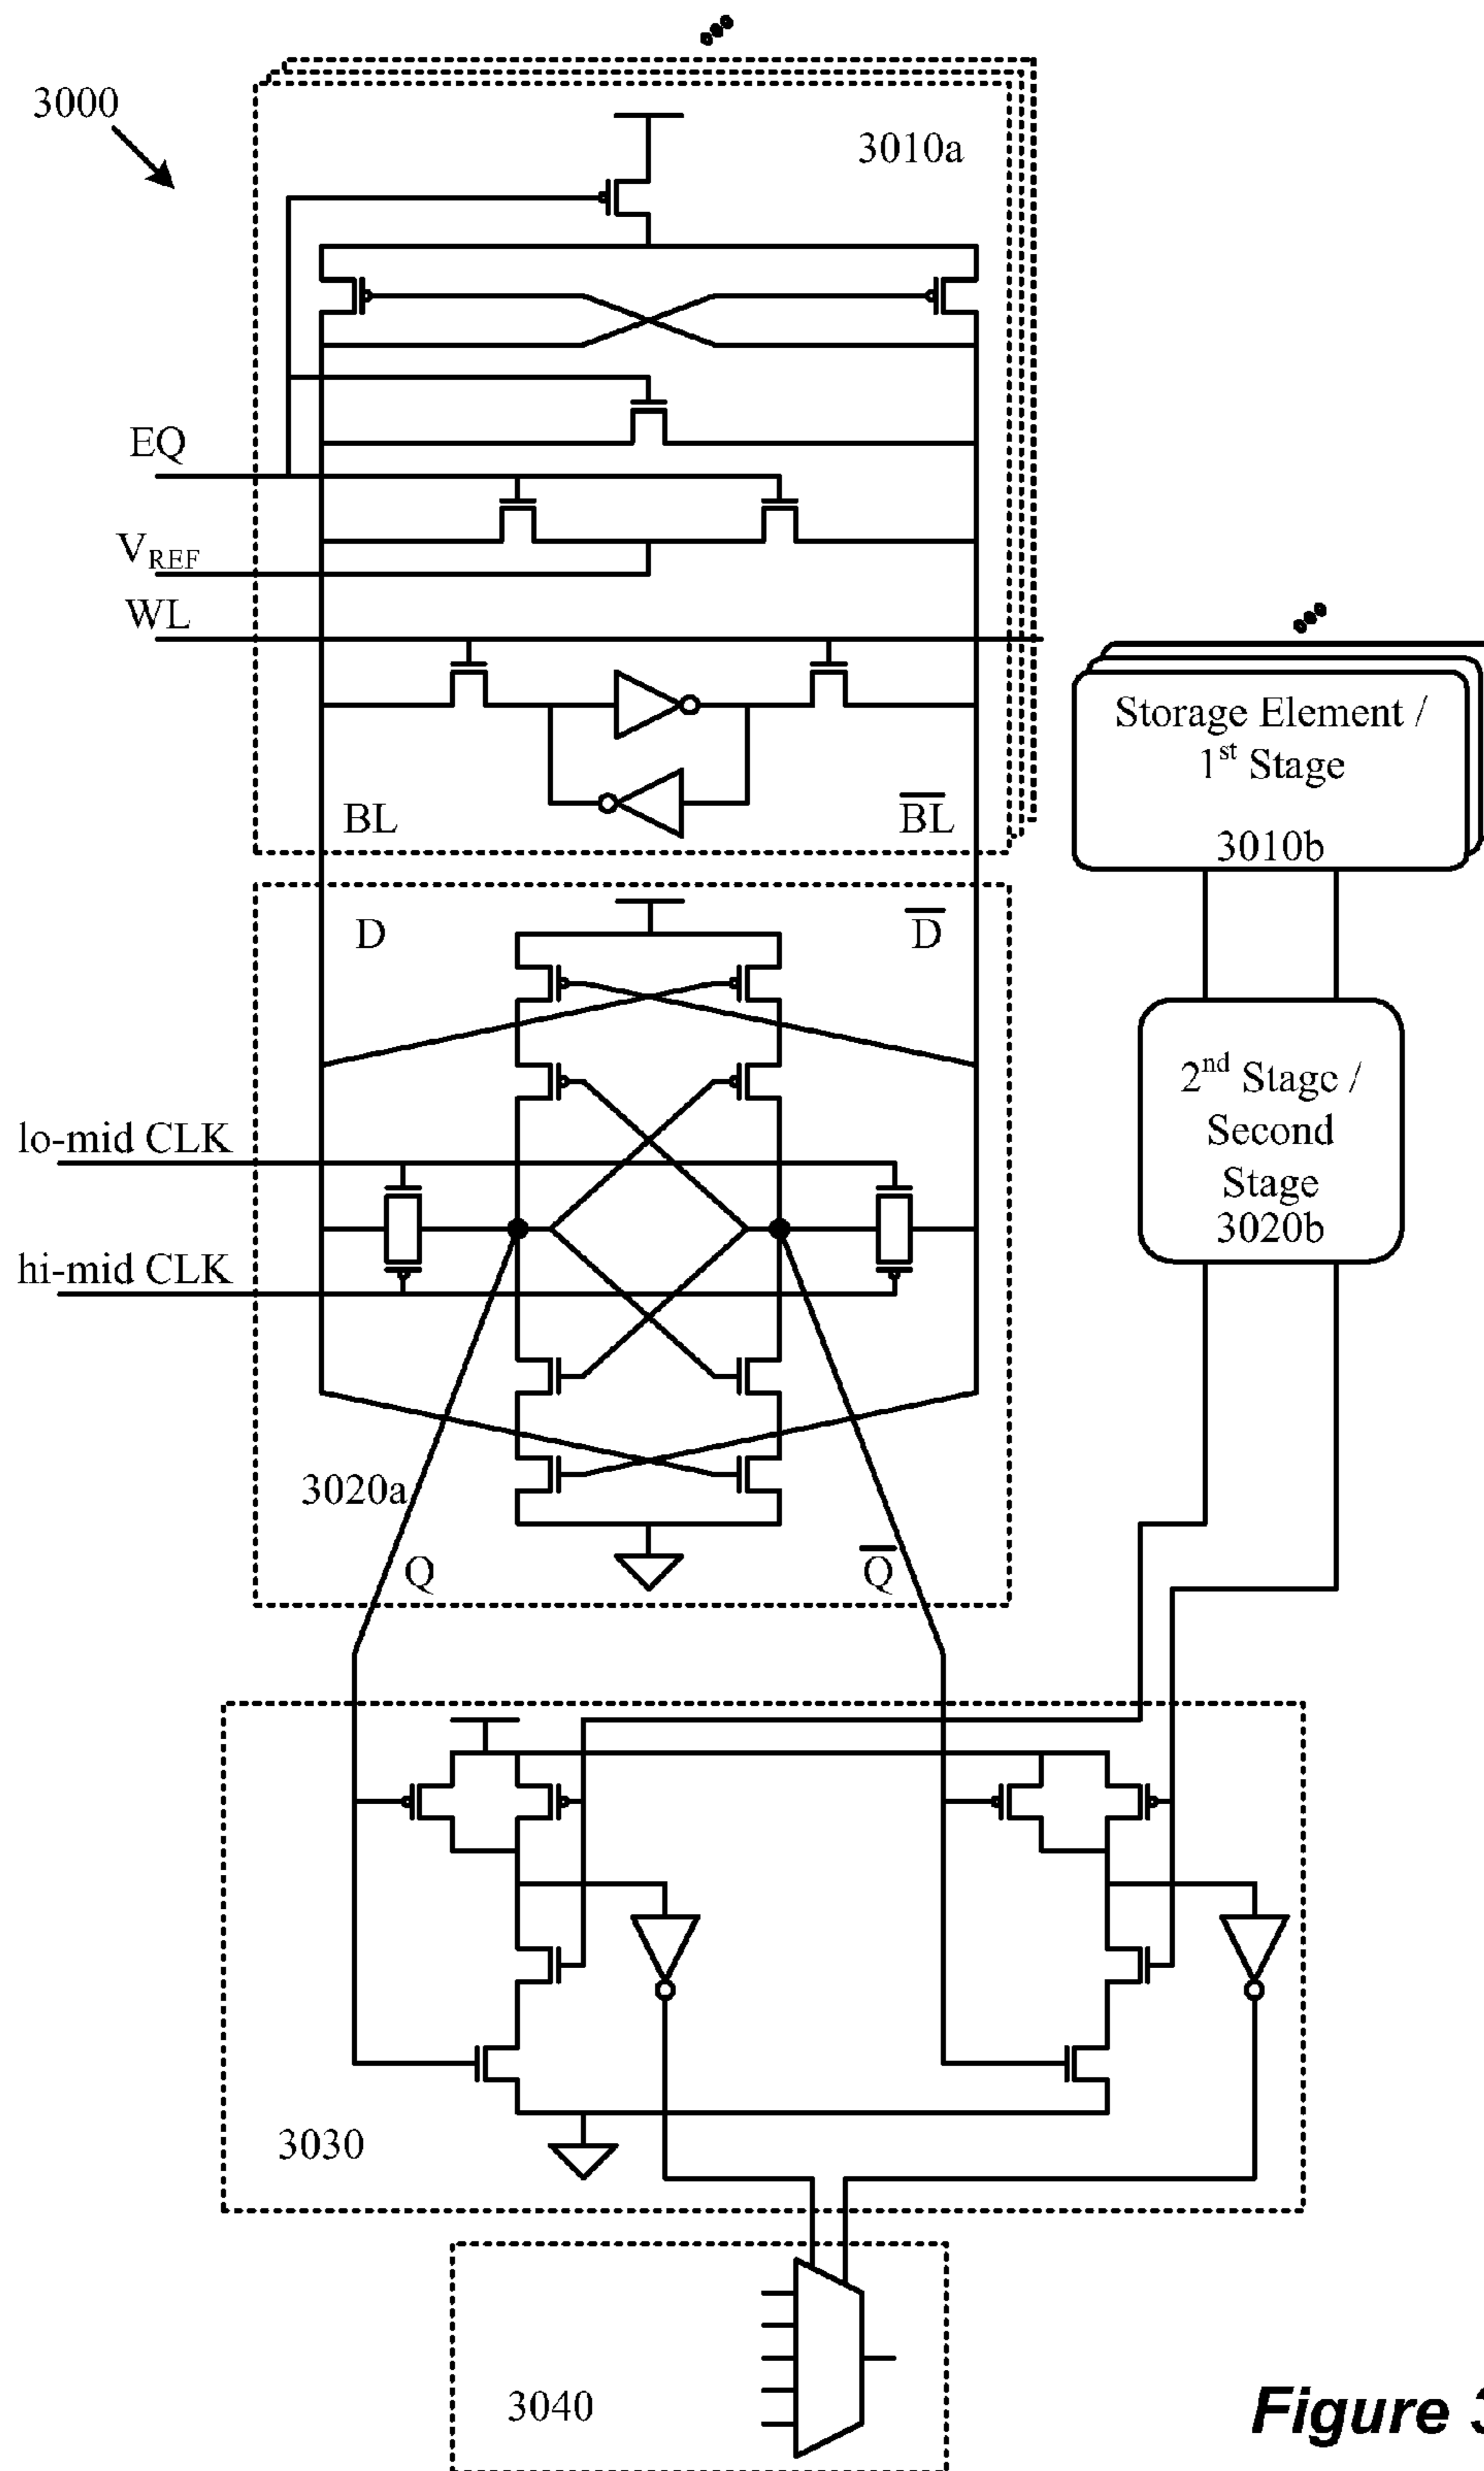 3000
3010a
EQ
VREF
WL
BL
B̅L̅
Storage Element /
1st Stage
3010b
D
D̅
2nd Stage /
Second
Stage
3020b
lo-mid CLK
hi-mid CLK
3020a
Q
Q̅
3030
3040
Figure 3